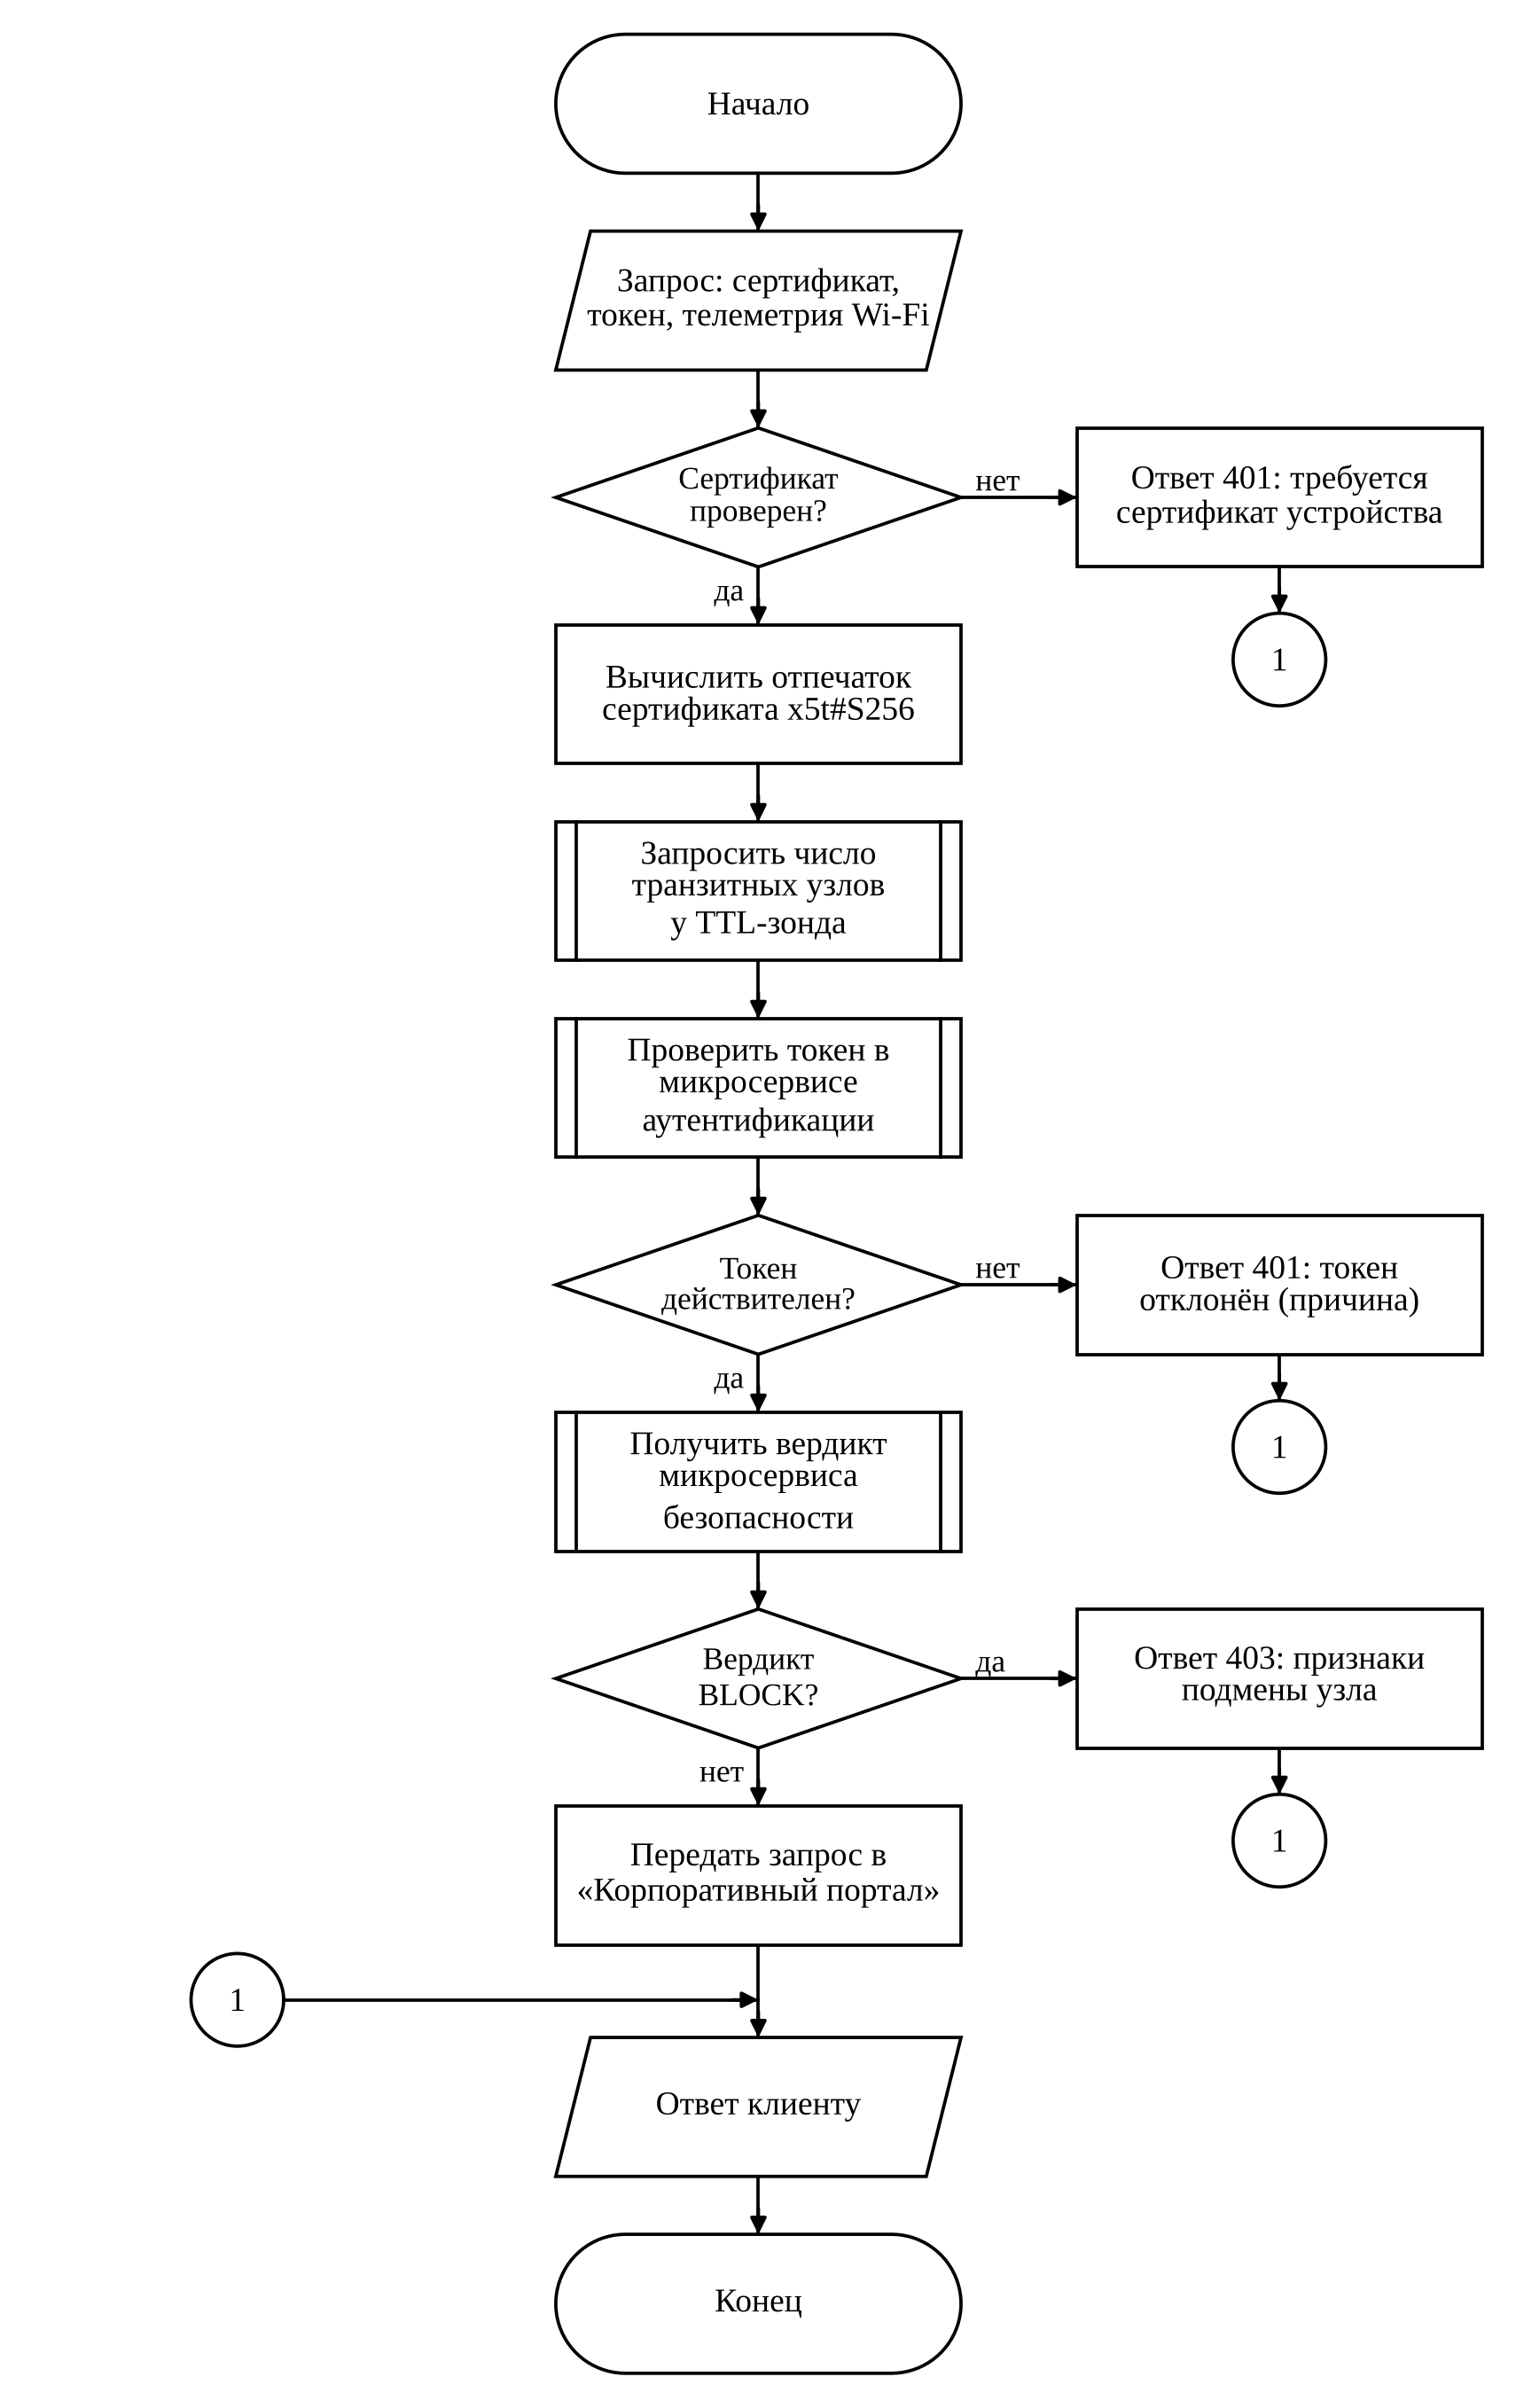 Начало
Запрос: сертификат,
токен, телеметрия Wi-Fi
Сертификат
проверен?
нет
Ответ 401: требуется
сертификат устройства
да
1
Вычислить отпечаток
сертификата x5t#S256
Запросить число
транзитных узлов
у TTL-зонда
Проверить токен в
микросервисе
аутентификации
Токен
действителен?
нет
Ответ 401: токен
отклонён (причина)
да
1
Получить вердикт
микросервиса
безопасности
Вердикт
BLOCK?
да
Ответ 403: признаки
подмены узла
нет
1
Передать запрос в
«Корпоративный портал»
1
Ответ клиенту
Конец